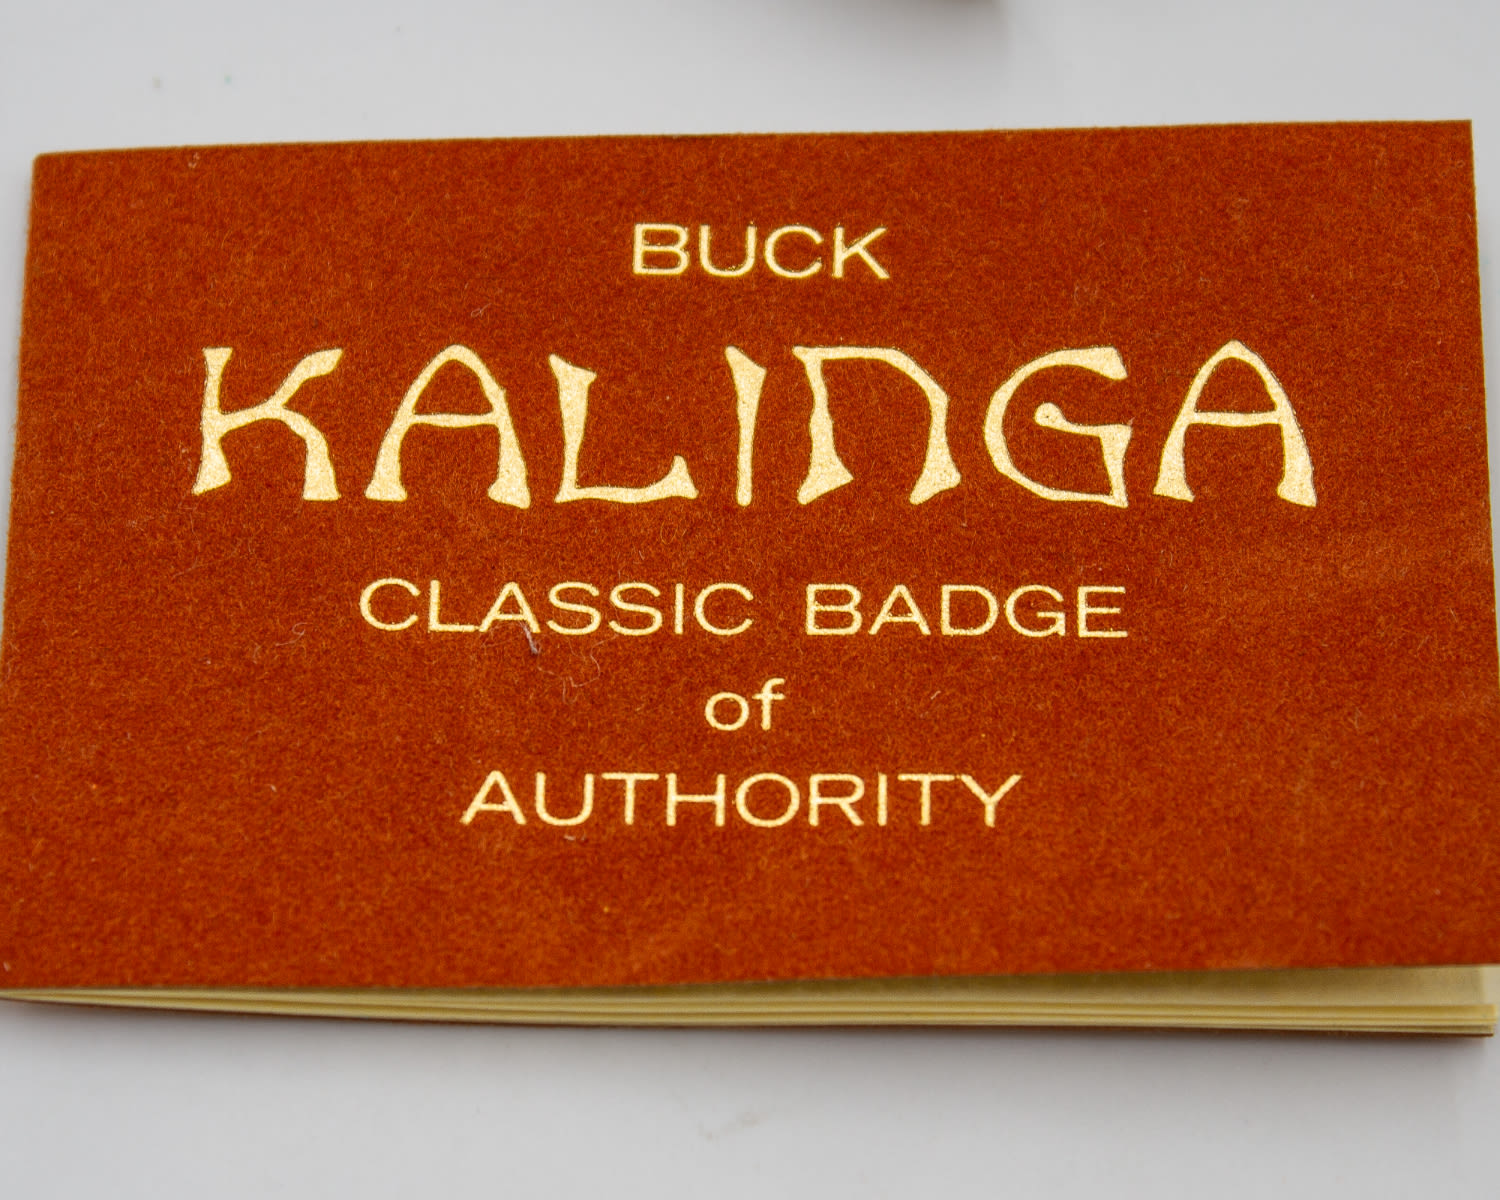 BUCK
KALINGA
CLASSIC BADGE
of
AUTHORITY